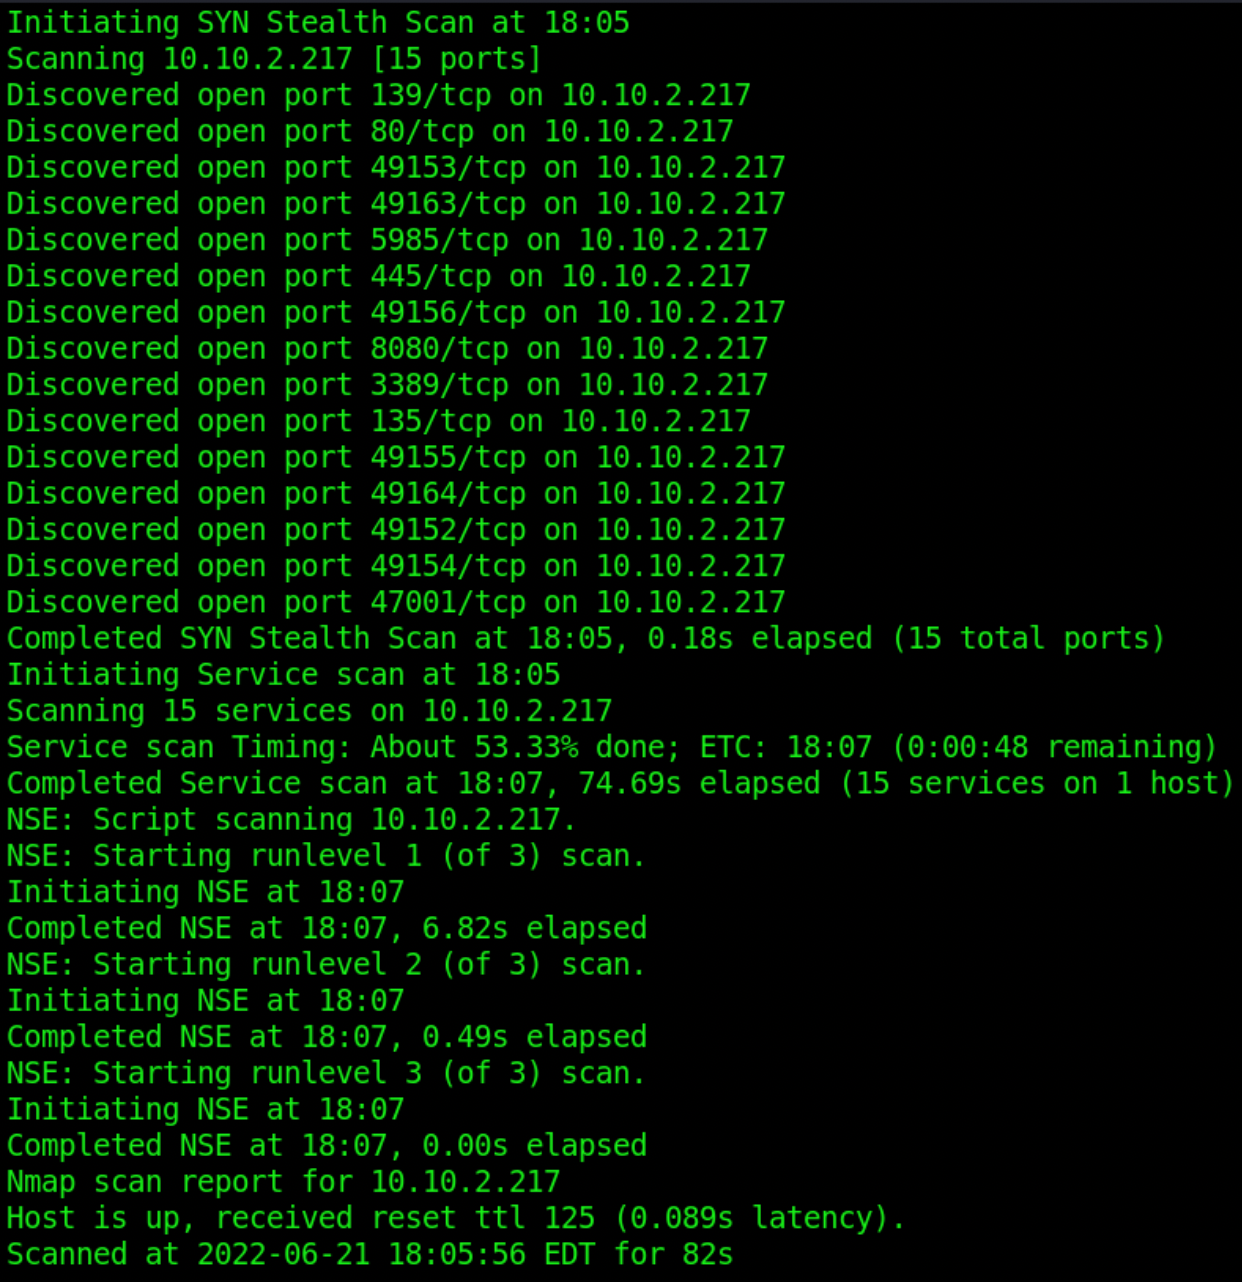 Initiating SYN Stealth Scan at 18:05
Scanning 10.10.2.217 [15 ports]
Discovered open port 139/tcp on 10.10.2.217
Discovered open port 80/tcp on 10.10.2.217
Discovered open port 49153/tcp on 10.10.2.217
Discovered open port 49163/tcp on 10.10.2.217
Discovered open port 5985/tcp on 10.10.2.217
Discovered open port 445/tcp on 10.10.2.217
Discovered open port 49156/tcp on 10.10.2.217
Discovered open port 8080/tcp on 10.10.2.217
Discovered open port 3389/tcp on 10.10.2.217
Discovered open port 135/tcp on 10.10.2.217
Discovered open port 49155/tcp on 10.10.2.217
Discovered open port 49164/tcp on 10.10.2.217
Discovered open port 49152/tcp on 10.10.2.217
Discovered open port 49154/tcp on 10.10.2.217
Discovered open port 47001/tcp on 10.10.2.217
Completed SYN Stealth Scan at 18:05, 0.18s elapsed (15 total ports)
Initiating Service scan at 18:05
Scanning 15 services on 10.10.2.217
Service scan Timing: About 53.33% done; ETC: 18:07 (0:00:48 remaining)
Completed Service scan at 18:07, 74.69s elapsed (15 services on 1 host)
NSE: Script scanning 10.10.2.217.
NSE: Starting runlevel 1 (of 3) scan.
Initiating NSE at 18:07
Completed NSE at 18:07, 6.82s elapsed
NSE: Starting runlevel 2 (of 3) scan.
Initiating NSE at 18:07
Completed NSE at 18:07, 0.49s elapsed
NSE: Starting runlevel 3 (of 3) scan.
Initiating NSE at 18:07
Completed NSE at 18:07, 0.00s elapsed
Nmap scan report for 10.10.2.217
Host is up, received reset ttl 125 (0.089s latency).
Scanned at 2022-06-21 18:05:56 EDT for 82s